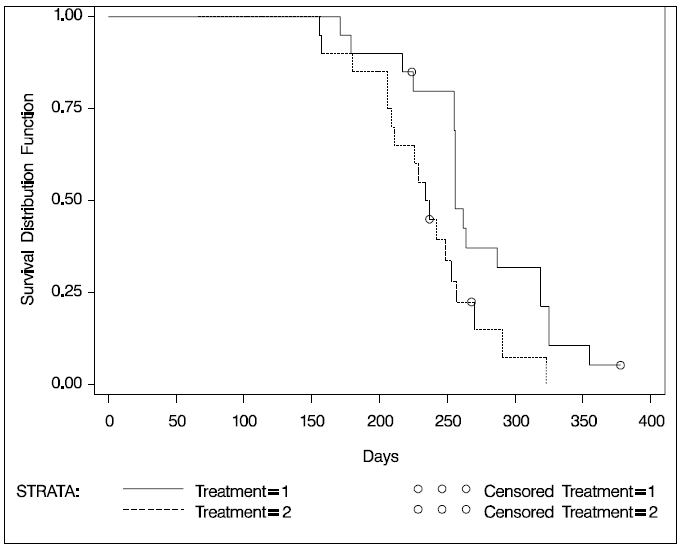 1.00
0.75
0.50
0.25
0.00
Survival Distribution Function
0 50 100 150 200 250 300 350 400
Days
STRATA: Treatment=1 Censored Treatment=1
Treatment=2 Censored Treatment=2